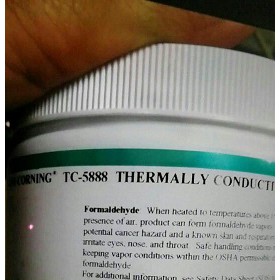 CORNING® TC-5888 THERMALLY CONDUCTI
Formaldehyde When heated to temperatures about
presence of air, product can form formaldehyde vapors
potential cancer hazard and a known skin and respirator
irritate eyes, nose, and throat. Safe handling conditions
keeping vapor conditions within the OSHA permissible
formaldehyde
For additional information, see Safety Data Sheet